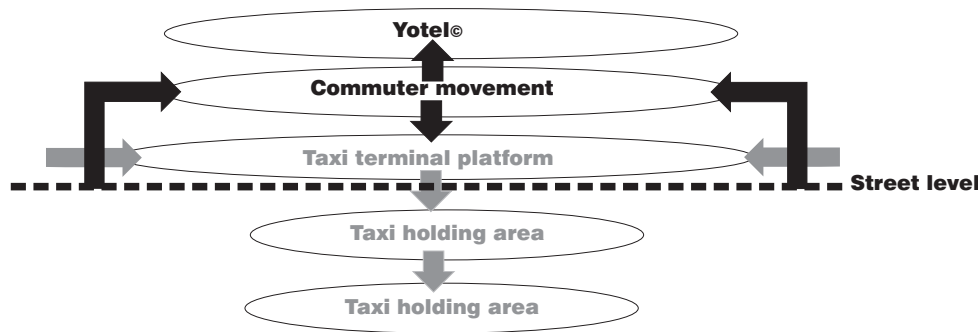 Yotel©
Commuter movement
Taxi terminal platform
Street level
Taxi holding area
Taxi holding area